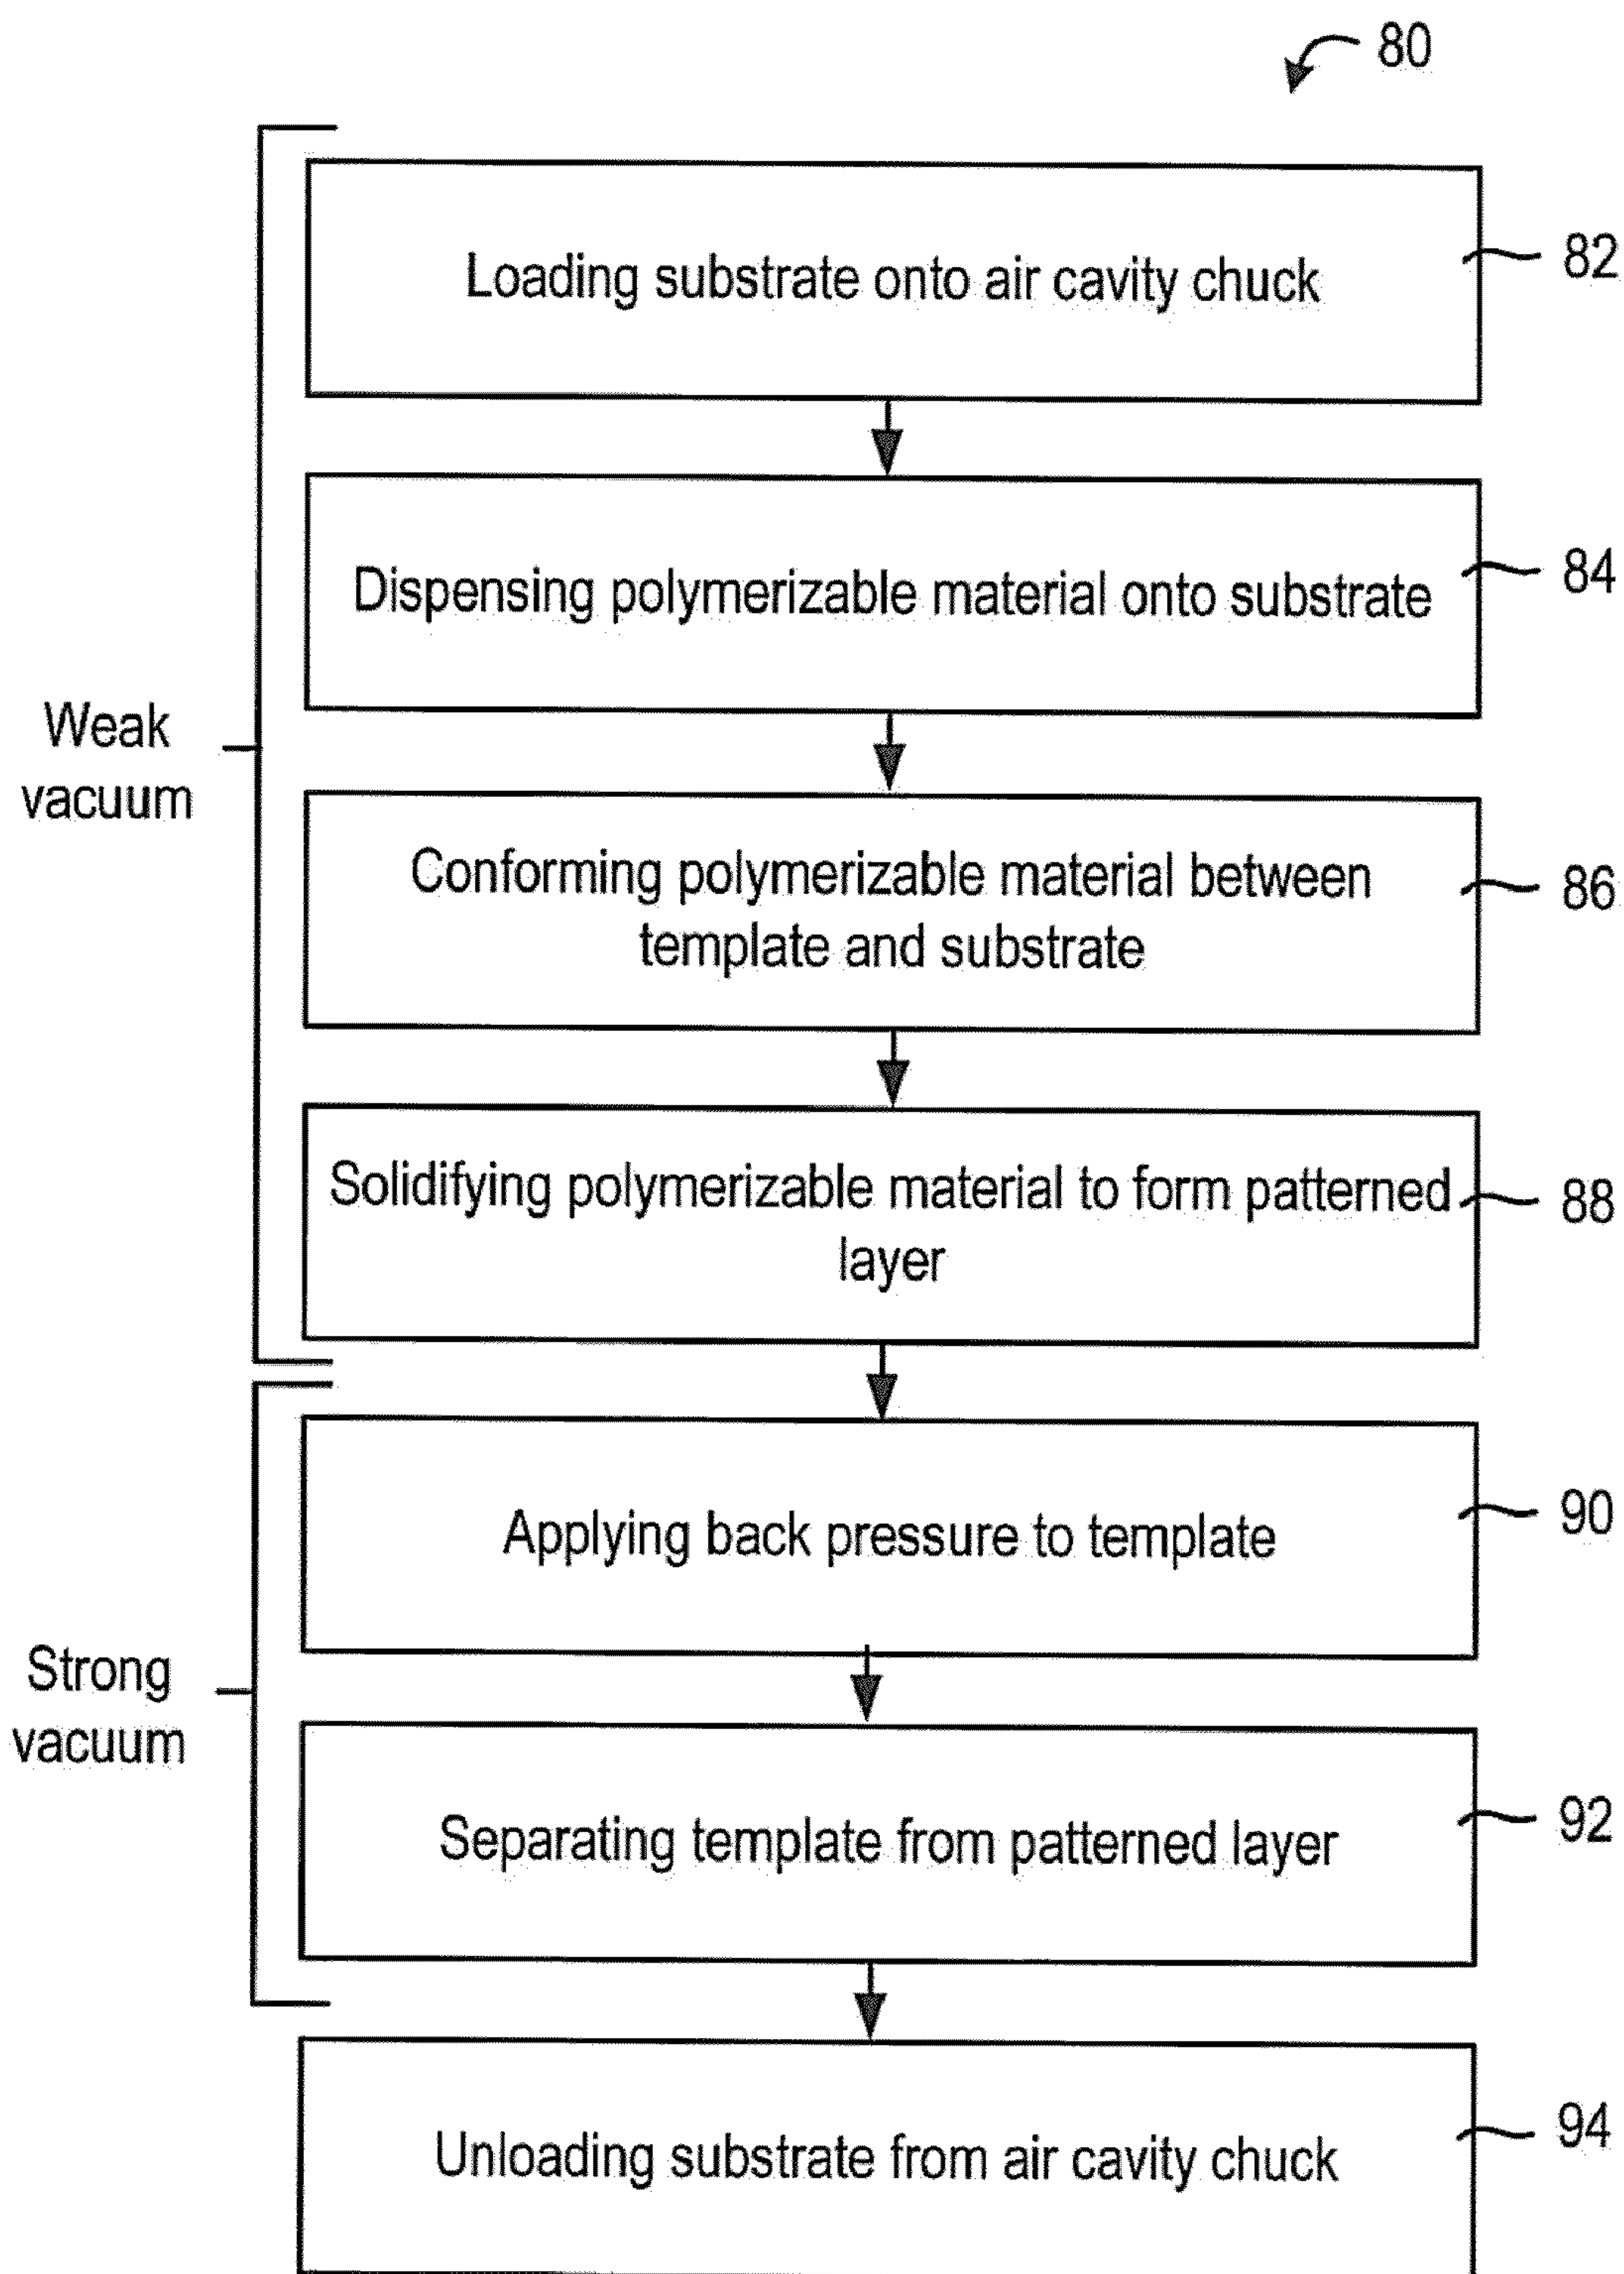 80
Loading substrate onto air cavity chuck
82
Dispensing polymerizable material onto substrate
84
Weak
vacuum
Conforming polymerizable material between
template and substrate
86
Solidifying polymerizable material to form patterned
layer
88
Applying back pressure to template
90
Strong
vacuum
Separating template from patterned layer
92
Unloading substrate from air cavity chuck
94